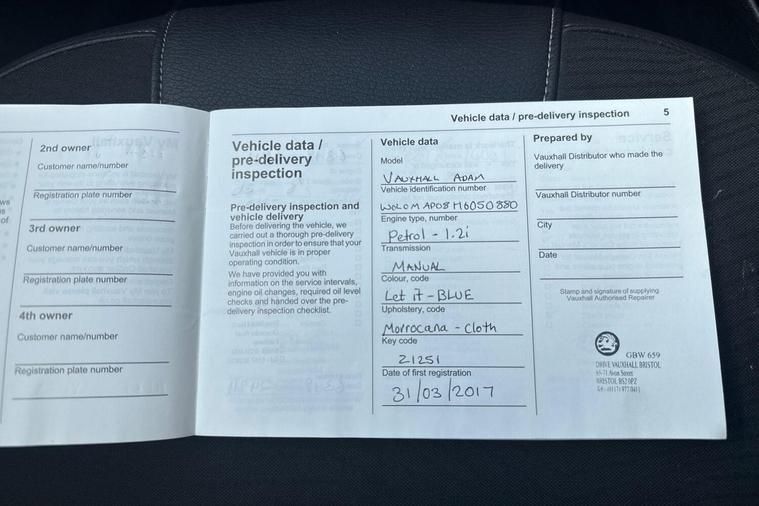 2nd owner
Customer name/number
Registration plate number
3rd owner
Customer name/number
Registration plate number
4th owner
Customer name/number
Registration plate number
Vehicle data / pre-delivery inspection 5
Vehicle data /
pre-delivery
inspection
Pre-delivery inspection and
vehicle delivery
Before delivering the vehicle, we
carried out a thorough pre-delivery
inspection in order to ensure that your
Vauxhall vehicle is in proper
operating condition.
We have provided you with
information on the service intervals,
engine oil changes, required oil level
checks and handed over the pre-
delivery inspection checklist.
Vehicle data
Model
VAUXHALL ADAM
Vehicle identification number
W0L0MAP08H6050880
Engine type, number
Petrol - 1.2i
Transmission
MANUAL
Colour, code
Let it - BLUE
Upholstery, code
Morrocana - Cloth
Key code
21251
Date of first registration
31/03/2017
Prepared by
Vauxhall Distributor who made the
delivery
Vauxhall Distributor number
City
Date
Stamp and signature of supplying
Vauxhall Authorised Repairer
GBW 659
DRIVE VAUXHALL BRISTOL
Street
BRISTOL BS2 0PZ